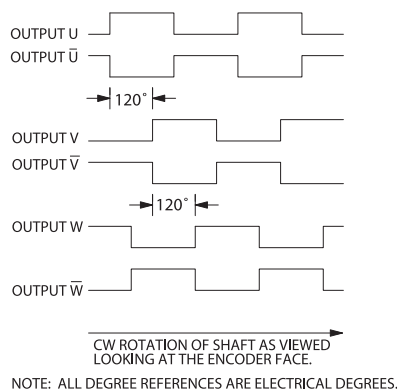 OUTPUT U
OUTPUT U̅
120°
OUTPUT V
OUTPUT V̅
120°
OUTPUT W
OUTPUT W̅
CW ROTATION OF SHAFT AS VIEWED
LOOKING AT THE ENCODER FACE.
NOTE: ALL DEGREE REFERENCES ARE ELECTRICAL DEGREES.